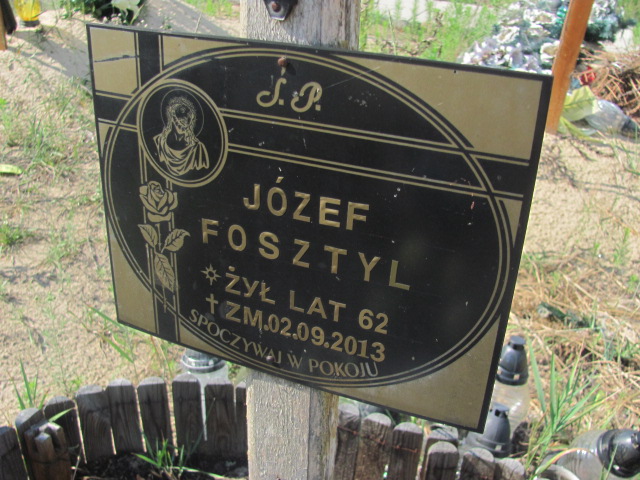 Ś.P.
JÓZEF
FOSZTYL
ŻYŁ LAT 62
ZM.02.09.2013
SPOCZYWAJ W POKOJU